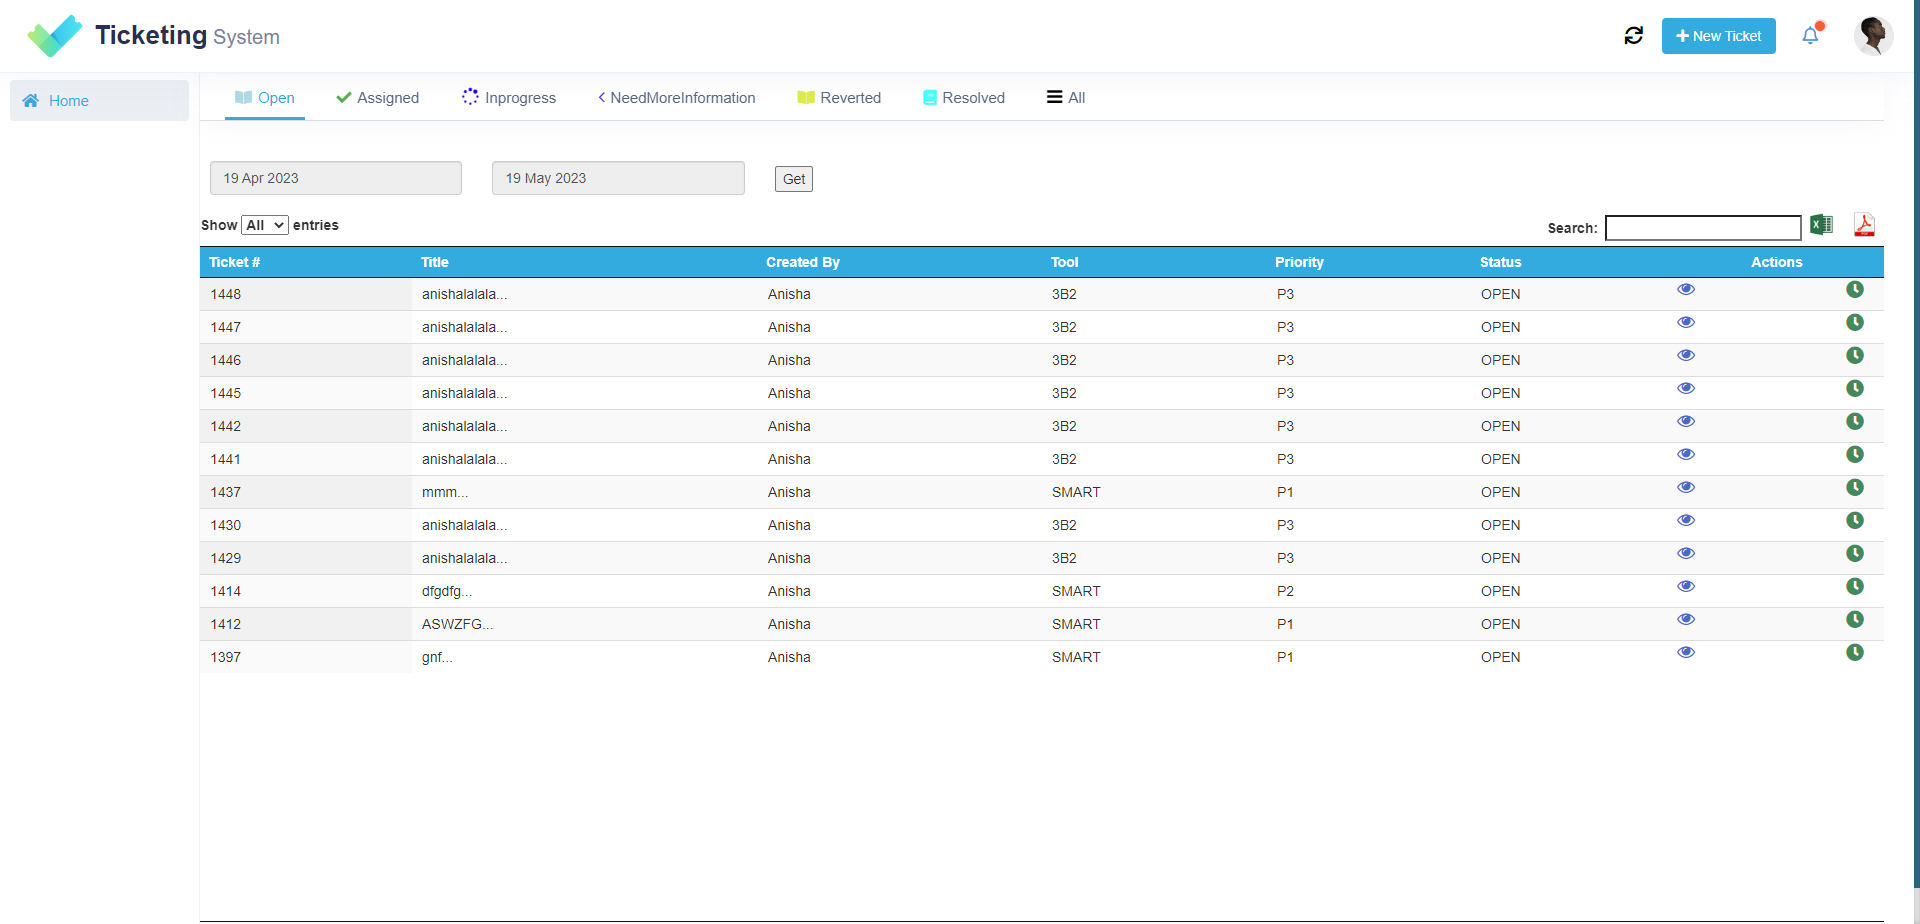 Ticketing System
New Ticket
Home
Open Assigned Inprogress NeedMoreInformation Reverted Resolved All
19 Apr 2023 19 May 2023 Get
Show All entries Search:
Ticket # Title Created By Tool Priority Status Actions
1448 anishalalala... Anisha 3B2 P3 OPEN
1447 anishalalala... Anisha 3B2 P3 OPEN
1446 anishalalala... Anisha 3B2 P3 OPEN
1445 anishalalala... Anisha 3B2 P3 OPEN
1442 anishalalala... Anisha 3B2 P3 OPEN
1441 anishalalala... Anisha 3B2 P3 OPEN
1437 mmm... Anisha SMART P1 OPEN
1430 anishalalala... Anisha 3B2 P3 OPEN
1429 anishalalala... Anisha 3B2 P3 OPEN
1414 dfgdfg... Anisha SMART P2 OPEN
1412 ASWZFG... Anisha SMART P1 OPEN
1397 gnf... Anisha SMART P1 OPEN